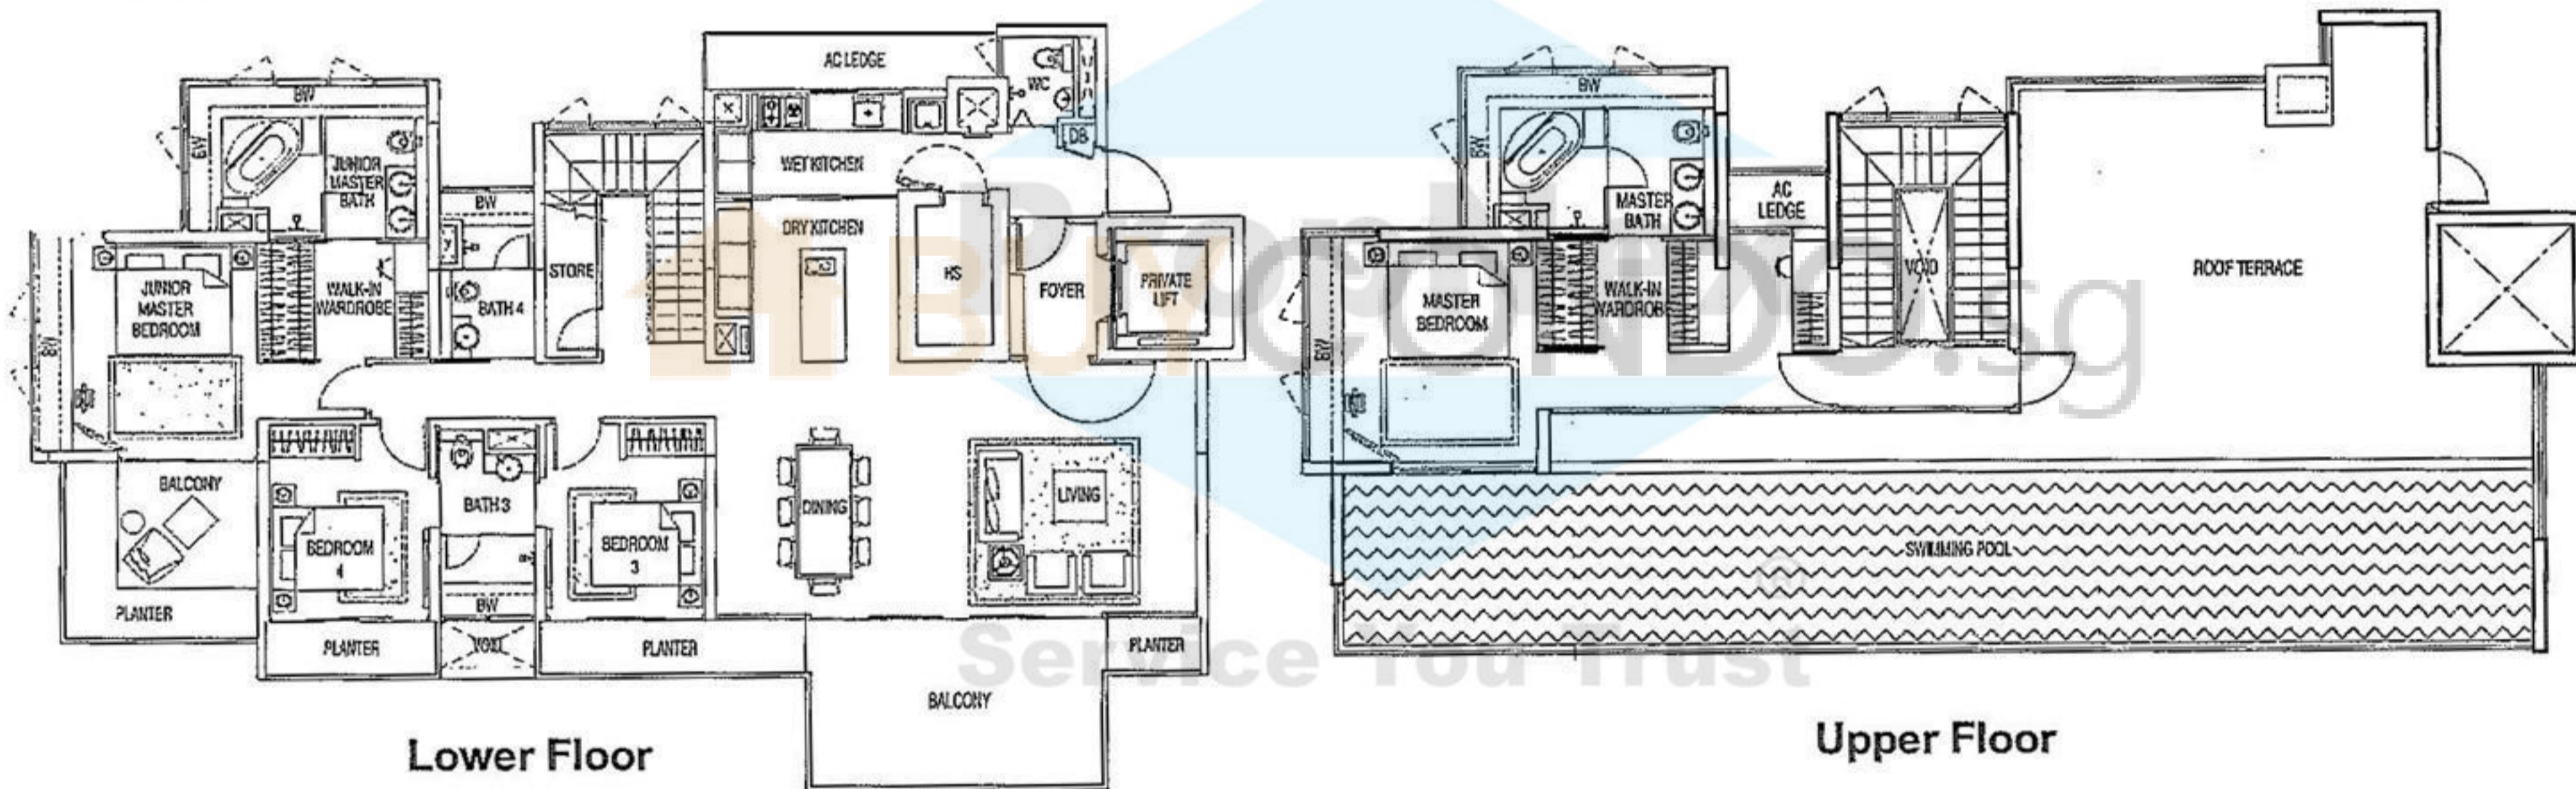 AC LEDGE
WC
DB
BW
BW
JUNIOR
MASTER
BATH
WET KITCHEN
BW
DRY KITCHEN
STORE
HS
FOYER
PRIVATE
LIFT
JUNIOR
MASTER
BEDROOM
WALK-IN
WARDROBE
BATH 4
BW
BALCONY
BATH 3
DINING
LIVING
BEDROOM
4
BEDROOM
3
BW
PLANTER
PLANTER
VOID
PLANTER
PLANTER
BALCONY
Lower Floor
BW
BW
MASTER
BATH
AC
LEDGE
VOID
ROOF TERRACE
MASTER
BEDROOM
WALK-IN
WARDROBE
BW
SWIMMING POOL
Upper Floor
BUYCONDO.sg
®
Service You Trust